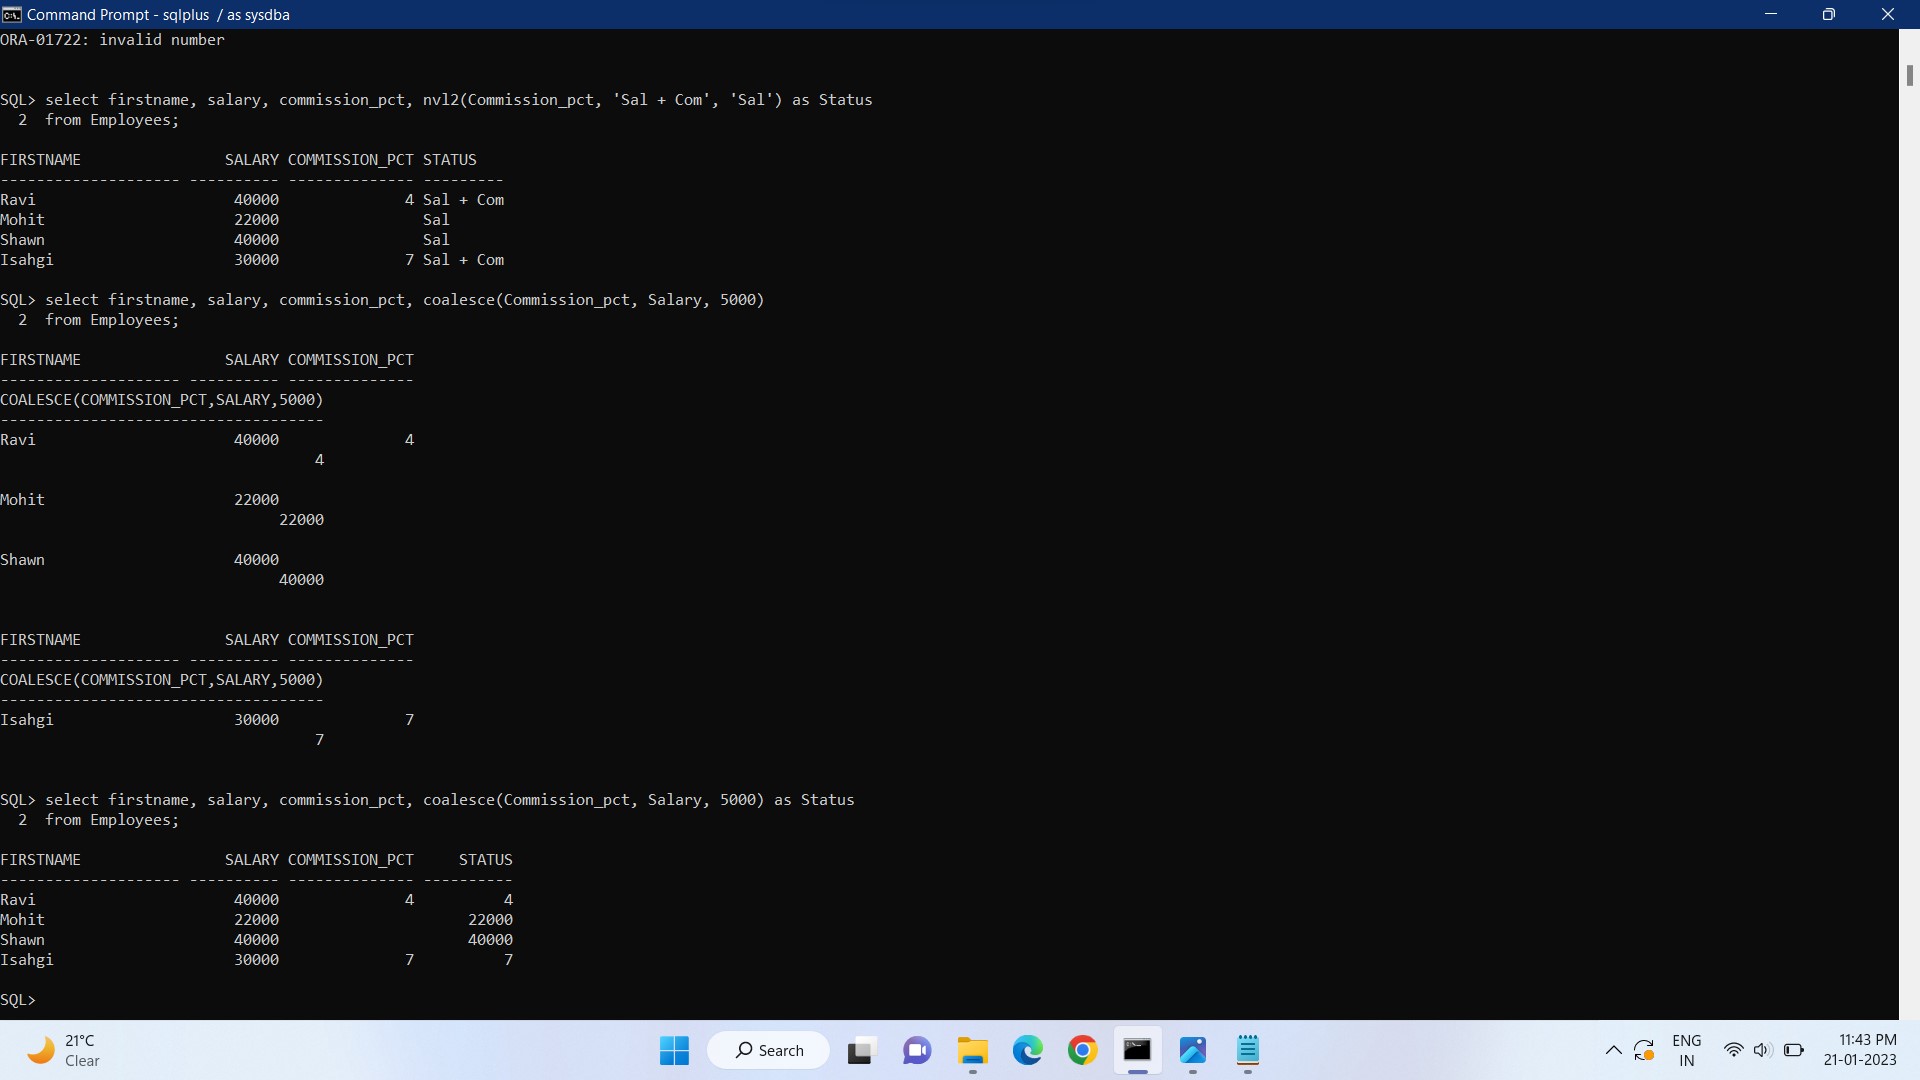 Command Prompt - sqlplus  / as sysdba
ORA-01722: invalid number
SQL> select firstname, salary, commission_pct, nvl2(Commission_pct, 'Sal + Com', 'Sal') as Status
  2  from Employees;
FIRSTNAME                SALARY COMMISSION_PCT STATUS
-------------------- ---------- -------------- ---------
Ravi                      40000              4 Sal + Com
Mohit                     22000                Sal
Shawn                     40000                Sal
Isahgi                    30000              7 Sal + Com
SQL> select firstname, salary, commission_pct, coalesce(Commission_pct, Salary, 5000)
  2  from Employees;
FIRSTNAME                SALARY COMMISSION_PCT
-------------------- ---------- --------------
COALESCE(COMMISSION_PCT,SALARY,5000)
------------------------------------
Ravi                      40000              4
                                   4
Mohit                     22000
                               22000
Shawn                     40000
                               40000
FIRSTNAME                SALARY COMMISSION_PCT
-------------------- ---------- --------------
COALESCE(COMMISSION_PCT,SALARY,5000)
------------------------------------
Isahgi                    30000              7
                                   7
SQL> select firstname, salary, commission_pct, coalesce(Commission_pct, Salary, 5000) as Status
  2  from Employees;
FIRSTNAME                SALARY COMMISSION_PCT     STATUS
-------------------- ---------- -------------- ----------
Ravi                      40000              4          4
Mohit                     22000                     22000
Shawn                     40000                     40000
Isahgi                    30000              7          7
SQL>
21°C
Clear
Search
ENG
IN
11:43 PM
21-01-2023